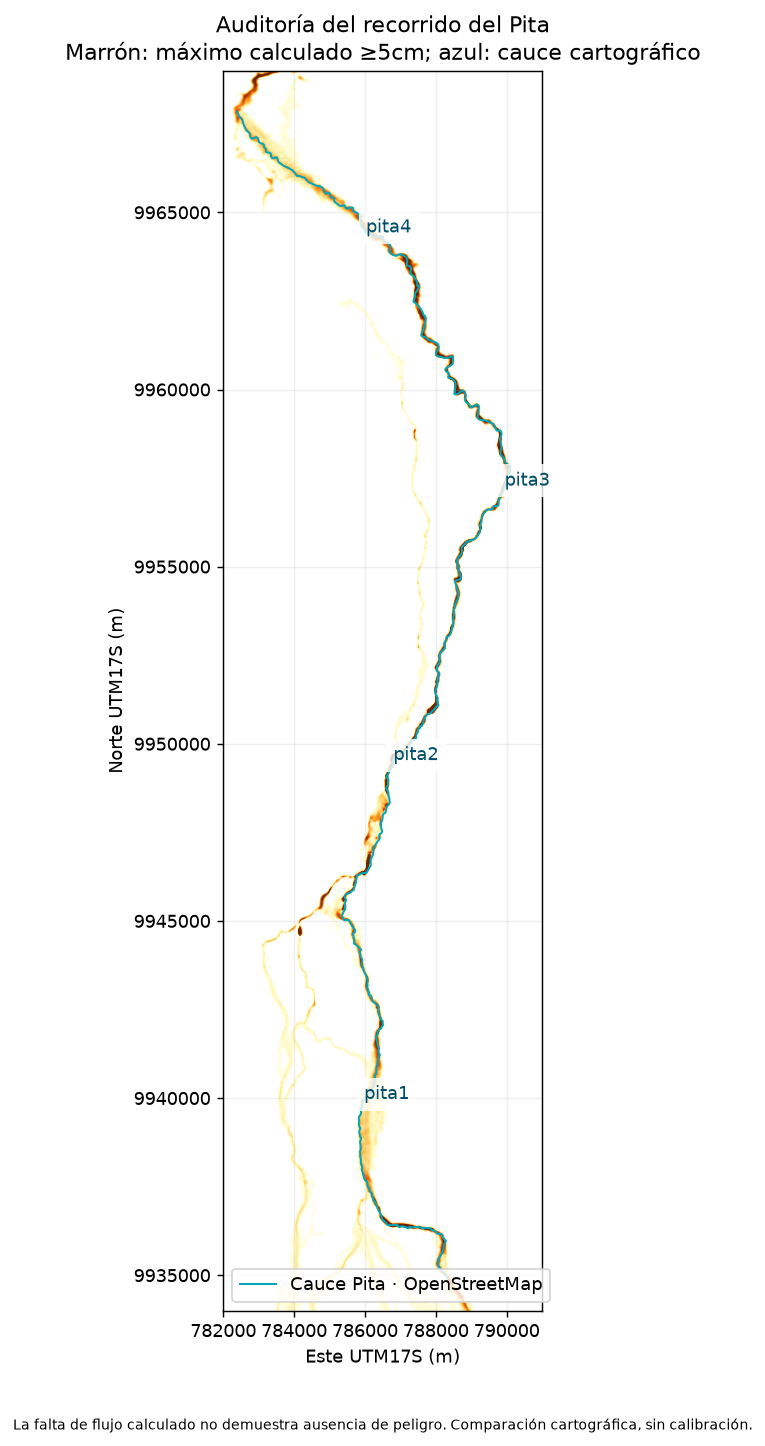 Auditoría del recorrido del Pita
Marrón: máximo calculado ≥5cm; azul: cauce cartográfico
9965000
pita4
9960000
pita3
9955000
Norte UTM17S (m)
9950000
pita2
9945000
9940000
pita1
9935000
Cauce Pita · OpenStreetMap
782000 784000 786000 788000 790000
Este UTM17S (m)
La falta de flujo calculado no demuestra ausencia de peligro. Comparación cartográfica, sin calibración.